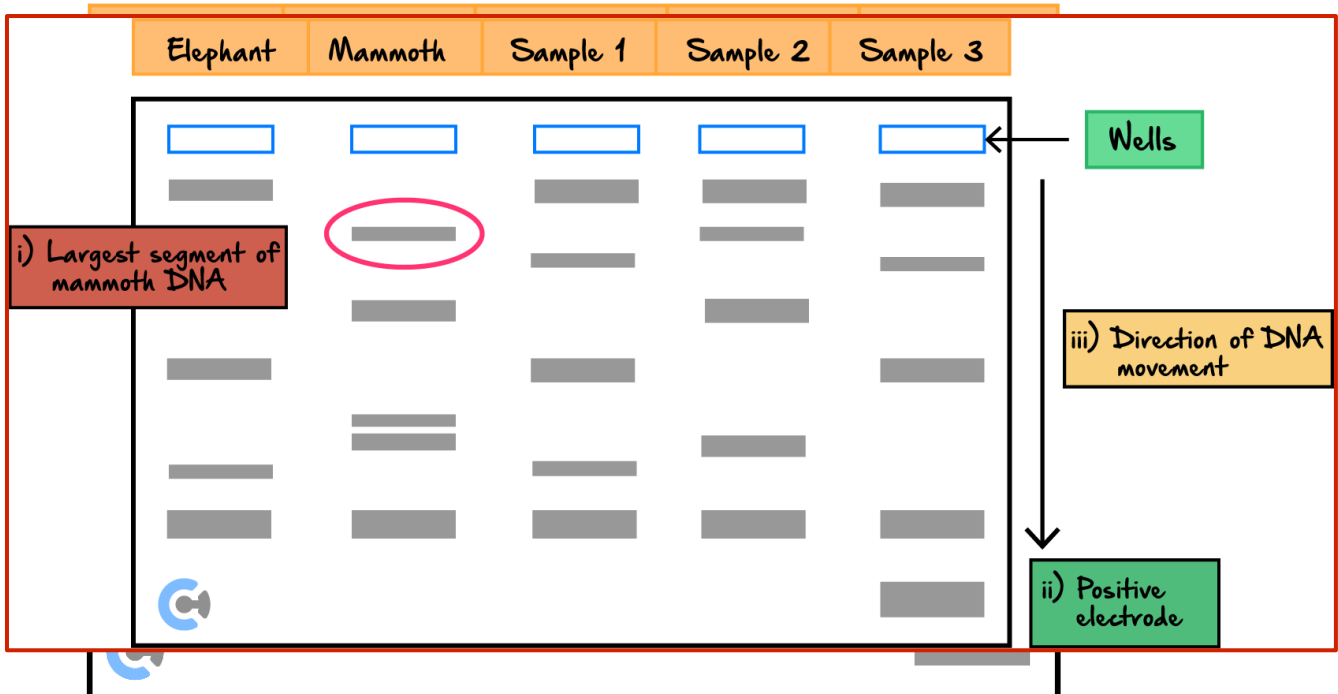 Elephant
Mammoth
Sample 1
Sample 2
Sample 3
Wells
i) Largest segment of
mammoth DNA
iii) Direction of DNA
movement
ii) Positive
electrode